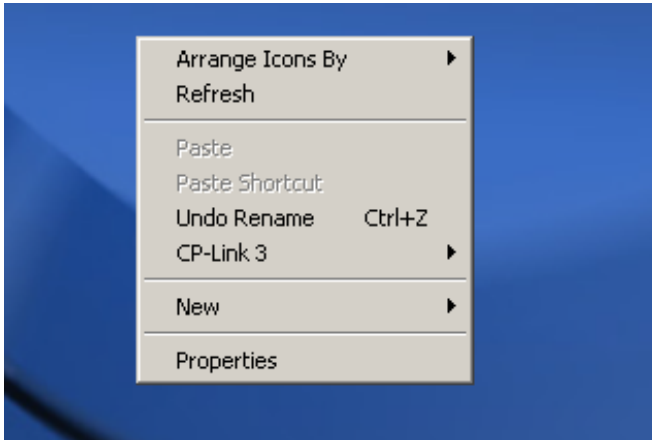 Arrange Icons By
Refresh
Paste
Paste Shortcut
Undo Rename Ctrl+Z
CP-Link 3
New
Properties